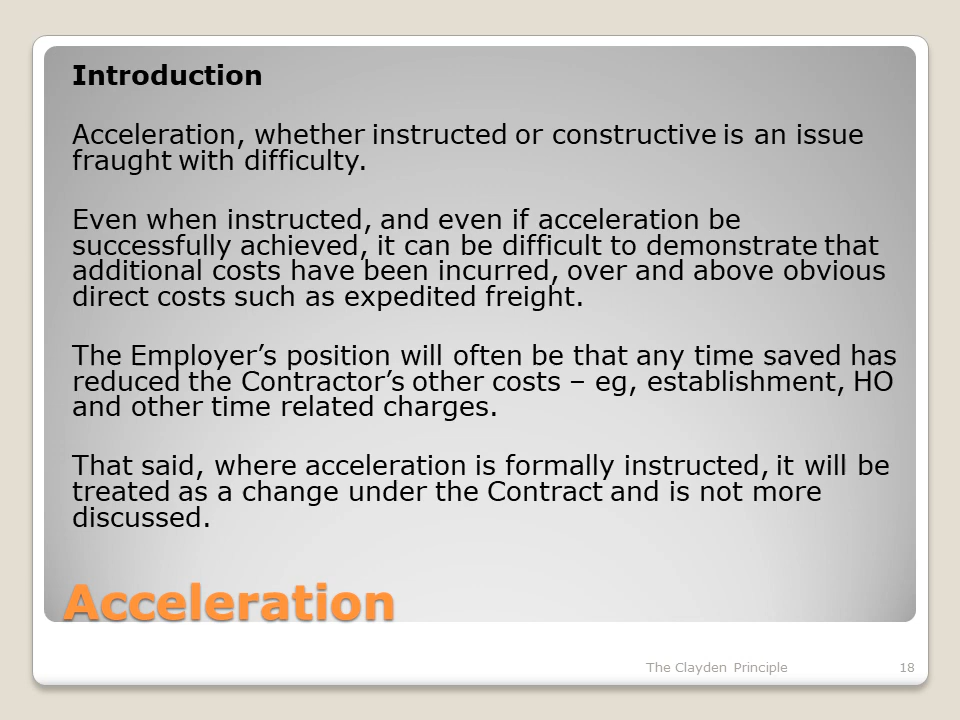 Introduction
Acceleration, whether instructed or constructive is an issue
fraught with difficulty.
Even when instructed, and even if acceleration be
successfully achieved, it can be difficult to demonstrate that
additional costs have been incurred, over and above obvious
direct costs such as expedited freight.
The Employer’s position will often be that any time saved has
reduced the Contractor’s other costs – eg, establishment, HO
and other time related charges.
That said, where acceleration is formally instructed, it will be
treated as a change under the Contract and is not more
discussed.
Acceleration
The Clayden Principle 18